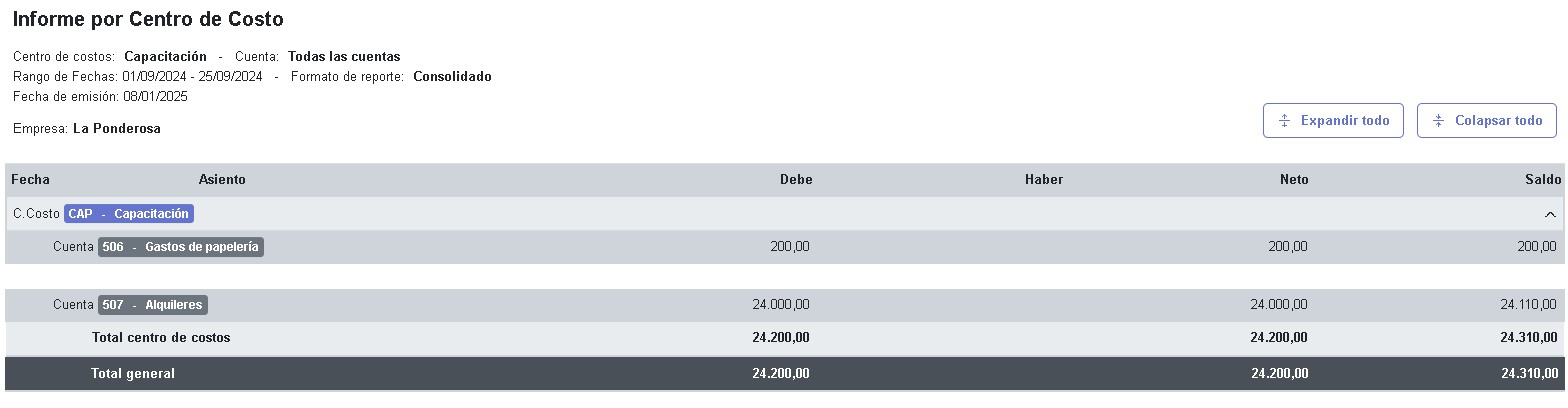 Informe por Centro de Costo
Centro de costos: Capacitación - Cuenta: Todas las cuentas
Rango de Fechas: 01/09/2024 - 25/09/2024 - Formato de reporte: Consolidado
Fecha de emisión: 08/01/2025
Empresa: La Ponderosa
Expandir todo Colapsar todo
Fecha Asiento Debe Haber Neto Saldo
C.Costo CAP - Capacitación
Cuenta 506 - Gastos de papelería 200,00 200,00 200,00
Cuenta 507 - Alquileres 24.000,00 24.000,00 24.110,00
Total centro de costos 24.200,00 24.200,00 24.310,00
Total general 24.200,00 24.200,00 24.310,00